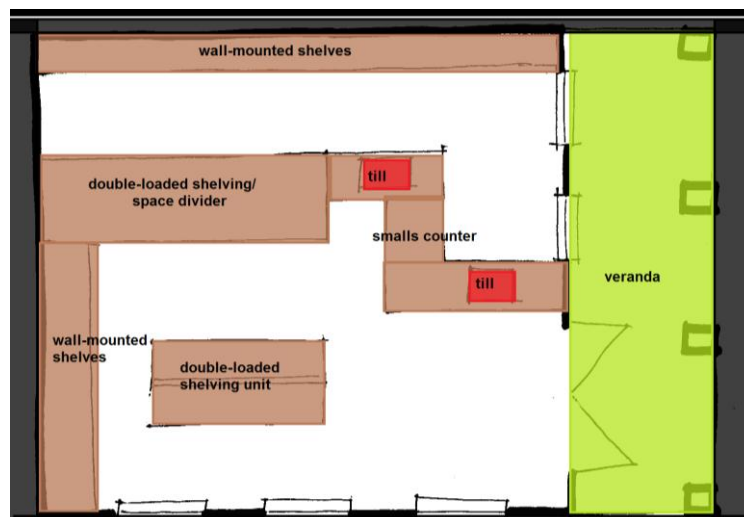 wall-mounted shelves
double-loaded shelving/
space divider
till
smalls counter
till
veranda
wall-mounted
shelves
double-loaded
shelving unit